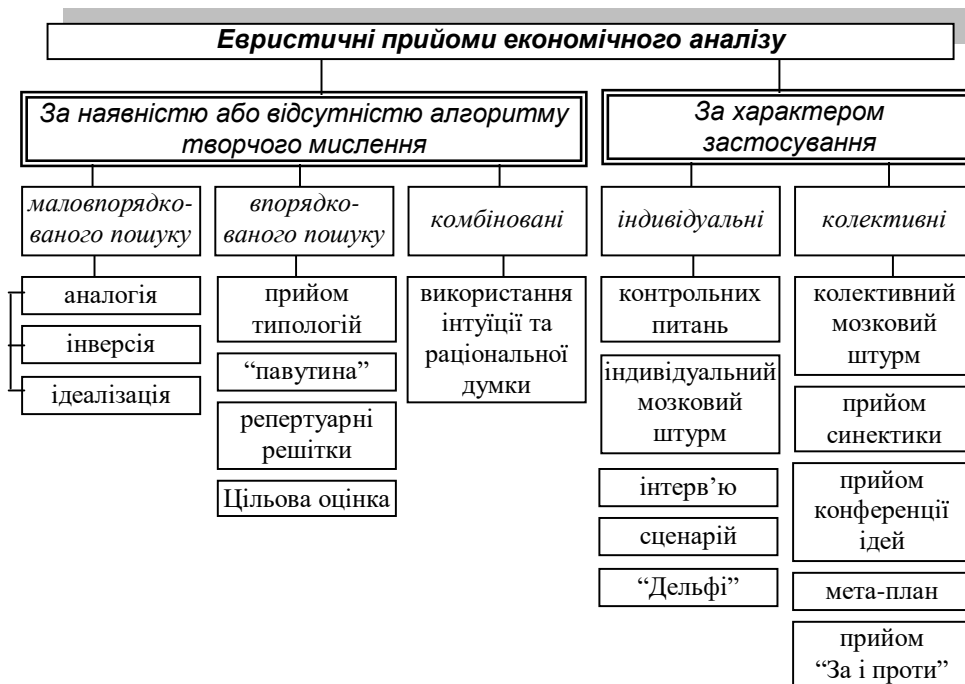 Евристичні прийоми економічного аналізу
За наявністю або відсутністю алгоритму
творчого мислення
За характером
застосування
маловпорядко-
ваного пошуку
впорядко-
ваного пошуку
комбіновані
індивідуальні
колективні
аналогія
інверсія
ідеалізація
прийом
типологій
“павутина”
репертуарні
решітки
Цільова оцінка
використання
інтуїції та
раціональної
думки
контрольних
питань
індивідуальний
мозковий
штурм
інтерв’ю
сценарій
“Дельфі”
колективний
мозковий
штурм
прийом
синектики
прийом
конференції
ідей
мета-план
прийом
“За і проти”